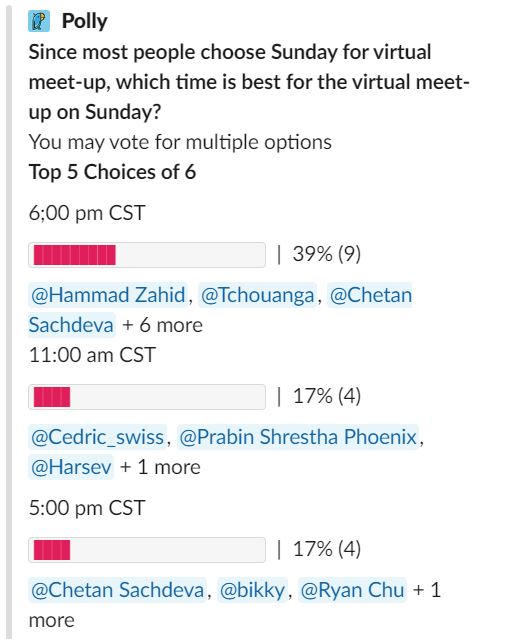 Polly
Since most people choose Sunday for virtual
meet-up, which time is best for the virtual meet-
up on Sunday?
You may vote for multiple options
Top 5 Choices of 6
6;00 pm CST
| 39% (9)
@Hammad Zahid, @Tchouanga, @Chetan
Sachdeva + 6 more
11:00 am CST
| 17% (4)
@Cedric_swiss, @Prabin Shrestha Phoenix,
@Harsev + 1 more
5:00 pm CST
| 17% (4)
@Chetan Sachdeva, @bikky, @Ryan Chu + 1
more